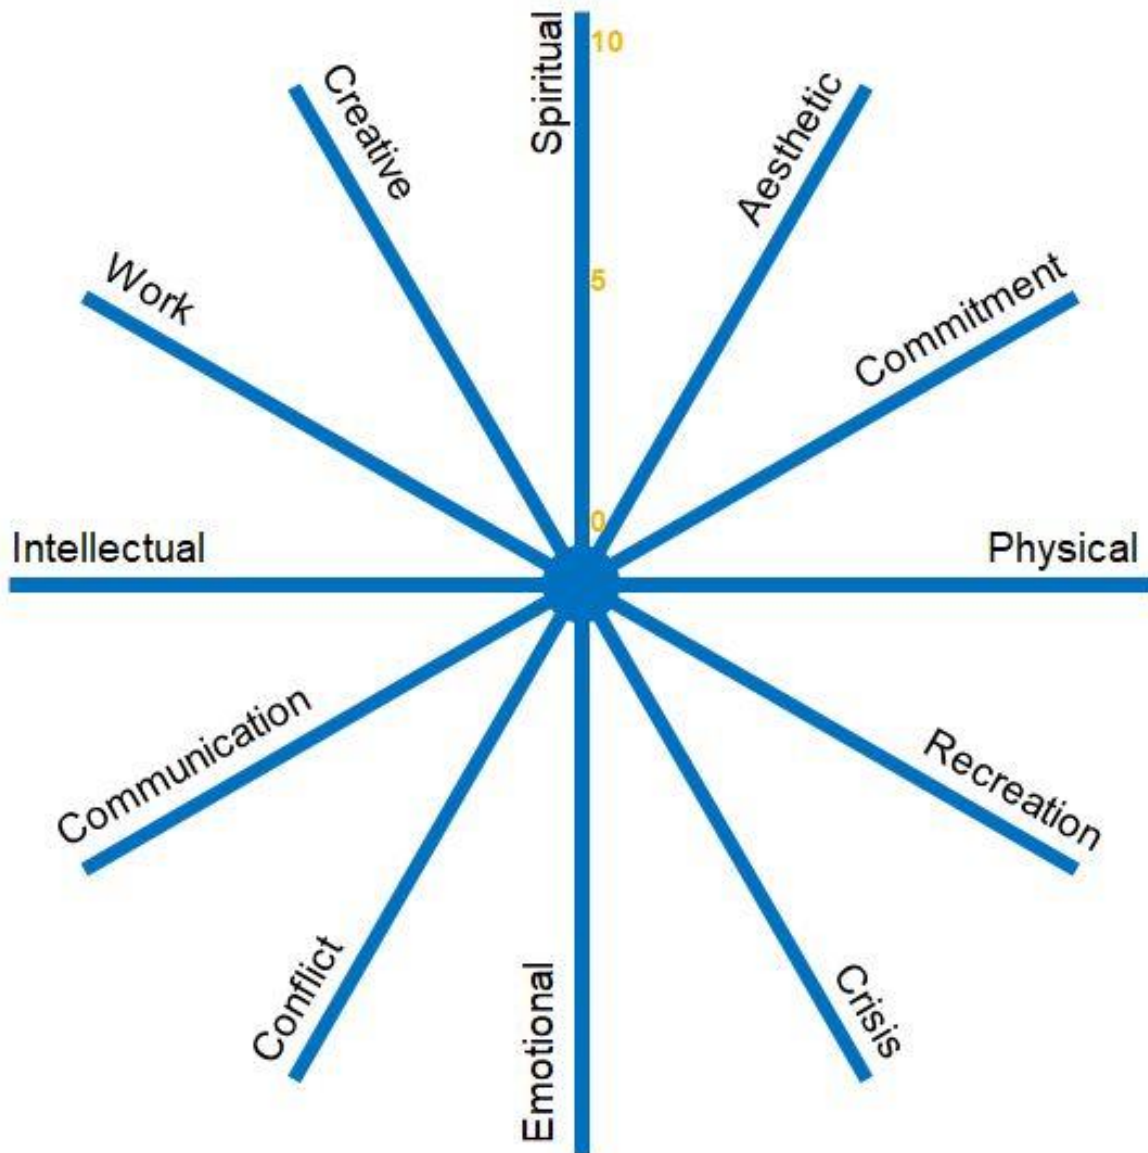 Spiritual
10
Creative
Aesthetic
Work
5
Commitment
0
Intellectual
Physical
Communication
Recreation
Conflict
Emotional
Crisis